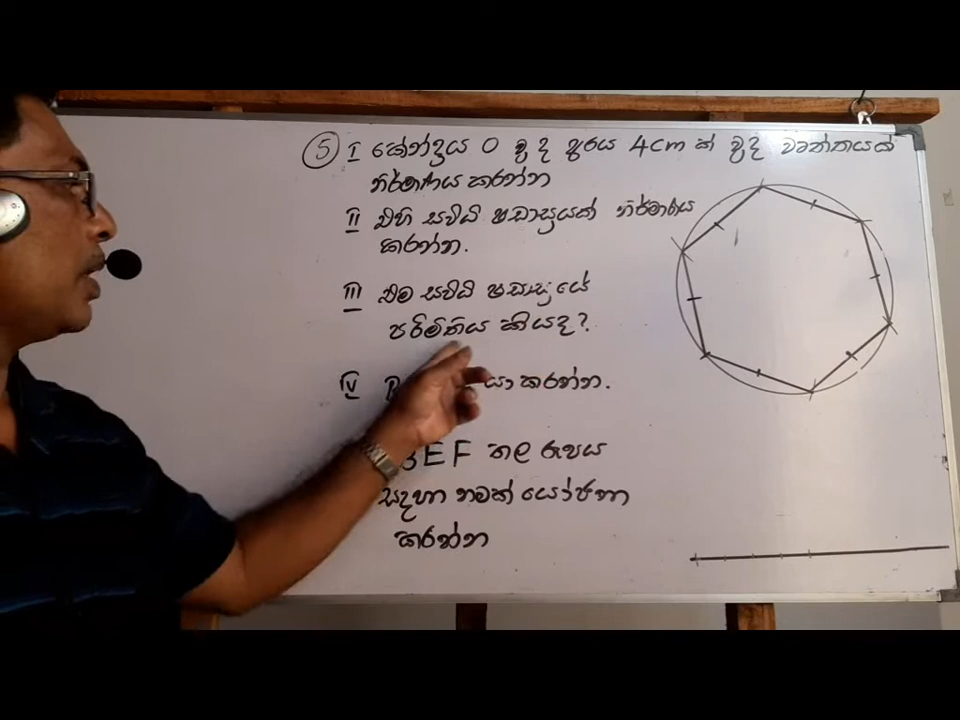 5 I කේන්ද්‍රය O වූ ද අරය 4cm ක් වූද වෘත්තයක්
නිර්මාණය කරන්න
II එහි සවිධි ෂඩාස්‍රයක් නිර්මාණය
කරන්න.
III එම සවිධි ෂඩාස්‍රයේ
පරිමිතිය කීයද?
IV යා කරන්න.
BEF තල රූපය
සඳහා නමක් යෝජනා
කරන්න